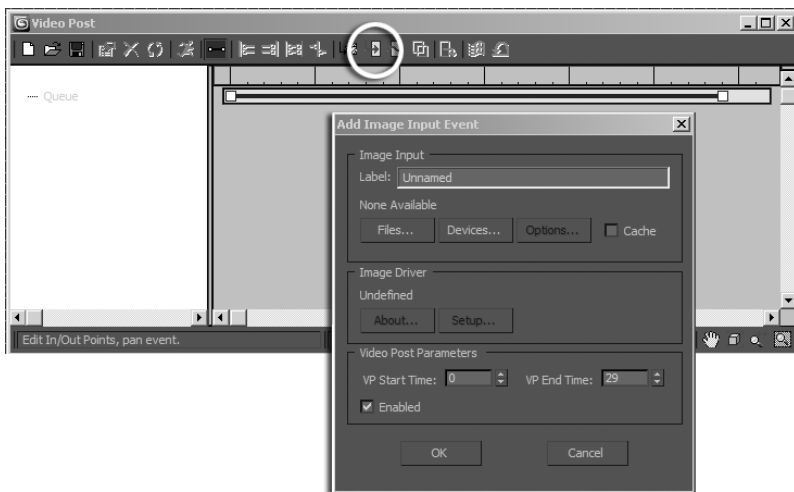 Video Post
Queue
Add Image Input Event
Image Input
Label: Unnamed
None Available
Files... Devices... Options... Cache
Image Driver
Undefined
About... Setup...
Edit In/Out Points, pan event.
Video Post Parameters
VP Start Time: 0 VP End Time: 29
Enabled
OK Cancel